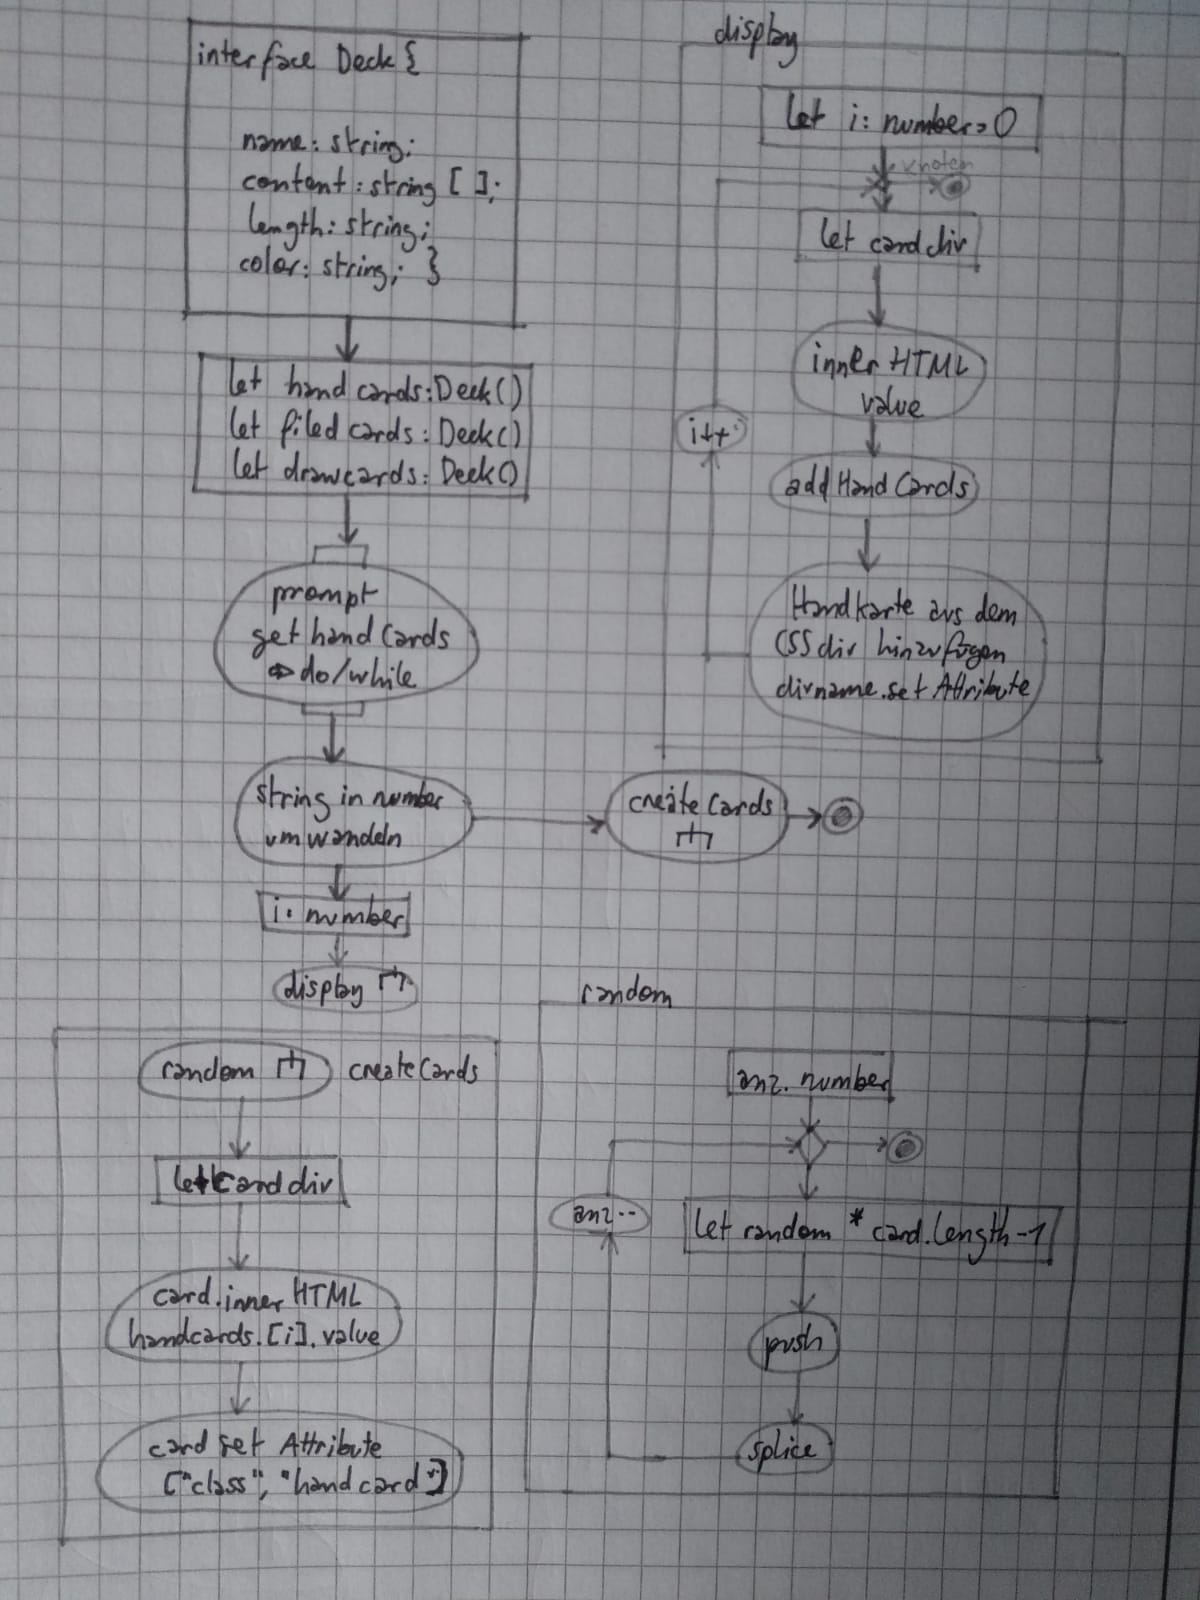 interface Deck {
name: string;
content: string [ ];
length: string;
color: string; }
let hand cards: Deck()
let piled cards: Deck()
let drawcards: Deck()
prompt
get hand Cards
do/while
string in number
umwandeln
i: number
display
create Cards
display
let i: number = 0
let card div
inner HTML
value
add Hand Cards
i++
Handkarte aus dem
CSS div hinzufügen
divname.set Attribute
random
create Cards
let card div
card.inner HTML
handcards.[i].value
card set Attribute
["class", "hand card"]
random
anz. number
let random * card.length-1
anz--
push
splice